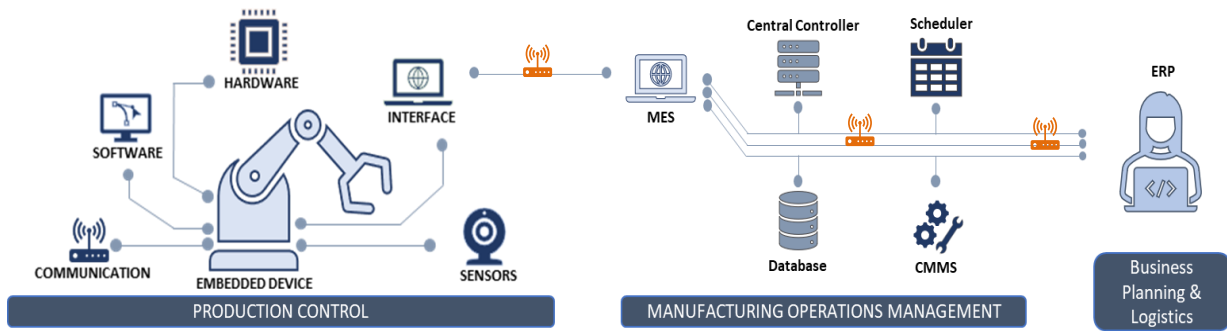 HARDWARE
SOFTWARE
INTERFACE
COMMUNICATION
EMBEDDED DEVICE
SENSORS
PRODUCTION CONTROL
Central Controller
Scheduler
MES
Database
CMMS
MANUFACTURING OPERATIONS MANAGEMENT
ERP
</>
Business
Planning &
Logistics